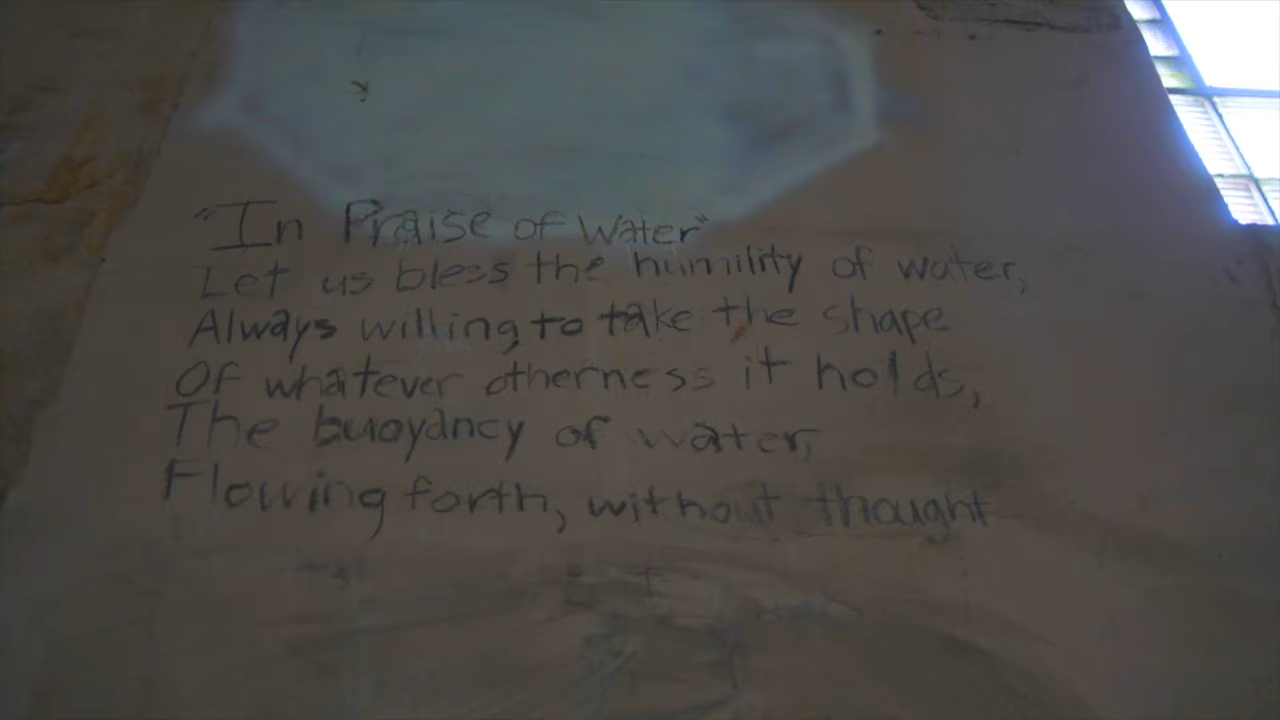 "In Praise of Water"
Let us bless the humility of water,
Always willing to take the shape
Of whatever otherness it holds,
The buoyancy of water,
Flowing forth, without thought